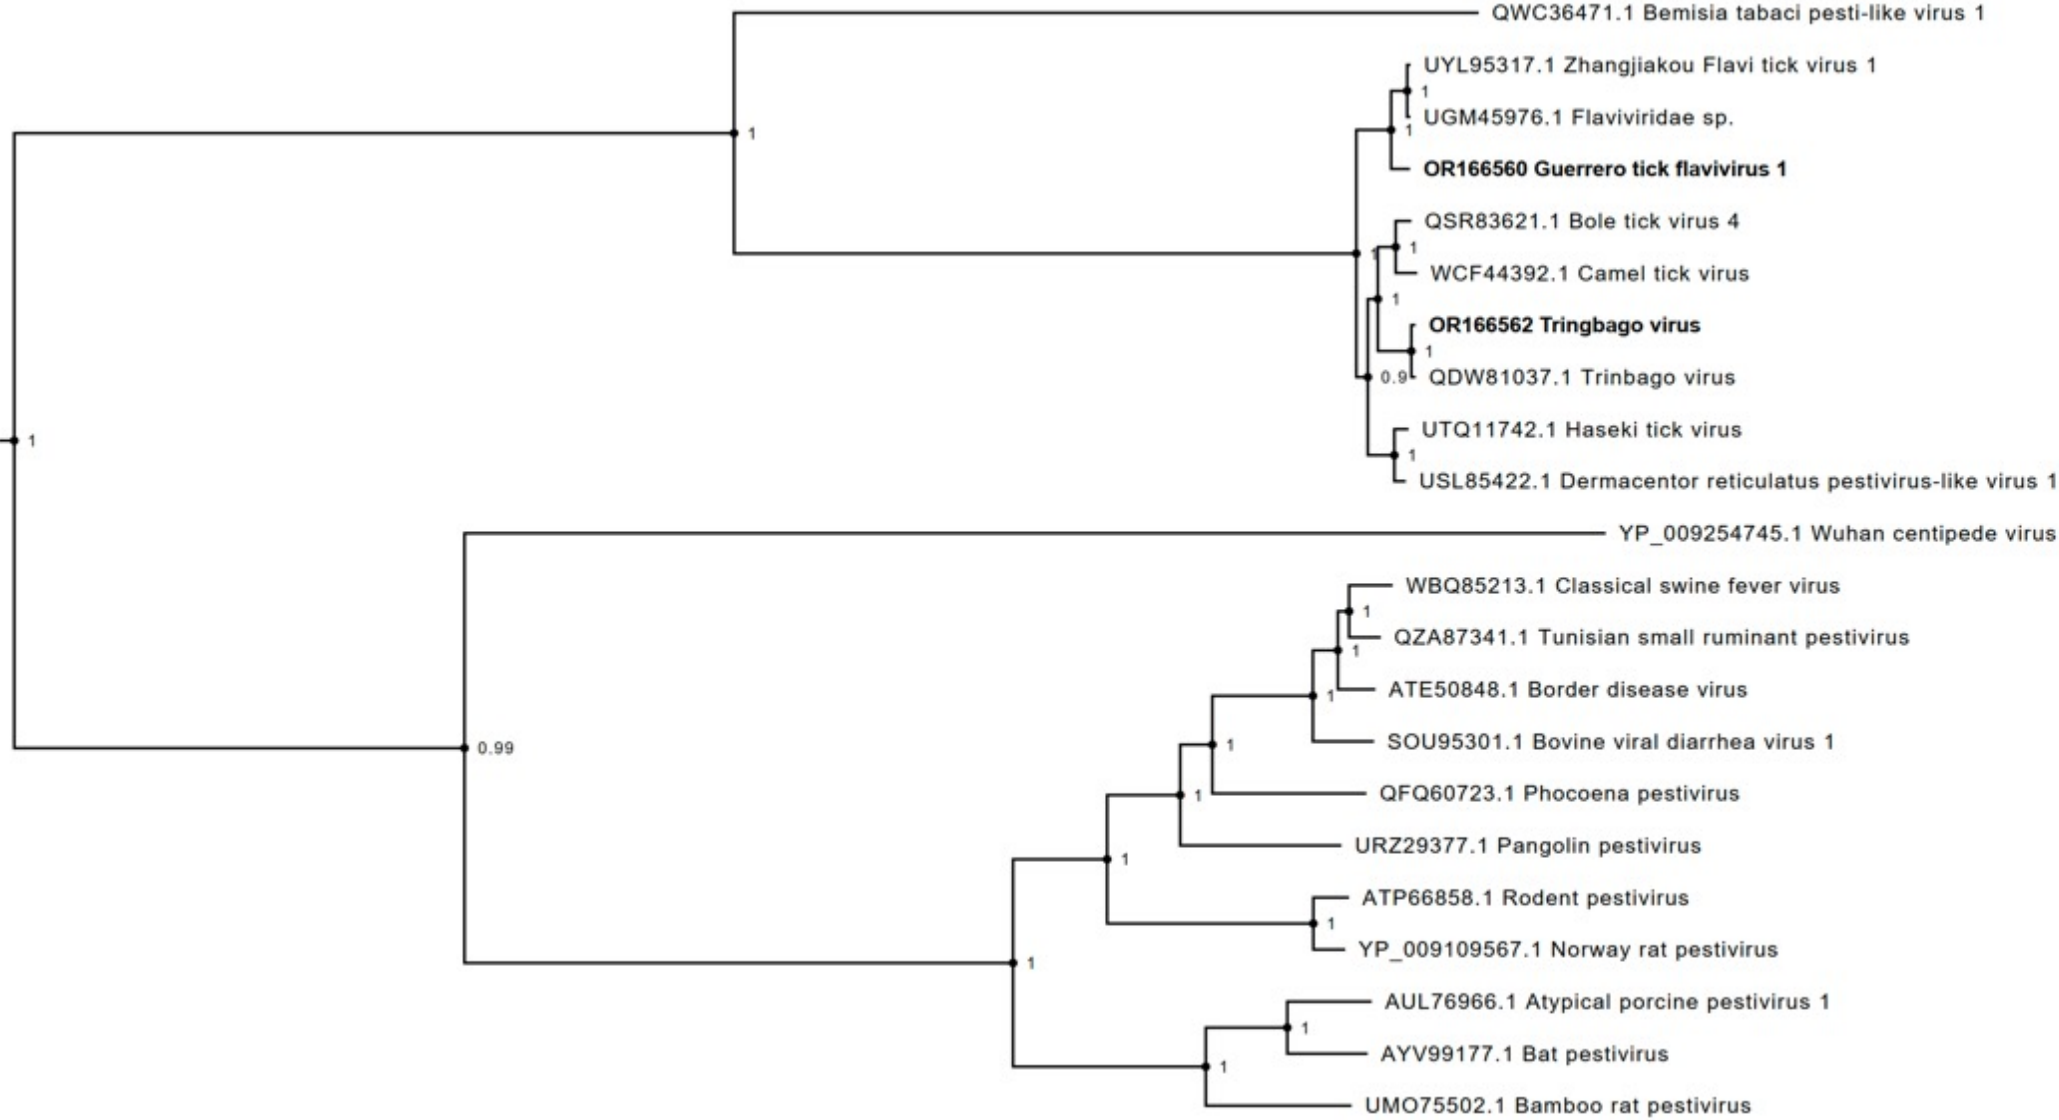 QWC36471.1 Bemisia tabaci pesti-like virus 1
UYL95317.1 Zhangjiakou Flavi tick virus 1
1
UGM45976.1 Flaviviridae sp.
1
1
OR166560 Guerrero tick flavivirus 1
QSR83621.1 Bole tick virus 4
1
1
WCF44392.1 Camel tick virus
1
OR166562 Tringbago virus
1
0.9
QDW81037.1 Trinbago virus
UTQ11742.1 Haseki tick virus
1
1
USL85422.1 Dermacentor reticulatus pestivirus-like virus 1
YP_009254745.1 Wuhan centipede virus
WBQ85213.1 Classical swine fever virus
1
QZA87341.1 Tunisian small ruminant pestivirus
1
ATE50848.1 Border disease virus
1
SOU95301.1 Bovine viral diarrhea virus 1
1
0.99
QFQ60723.1 Phocoena pestivirus
1
URZ29377.1 Pangolin pestivirus
1
ATP66858.1 Rodent pestivirus
1
YP_009109567.1 Norway rat pestivirus
1
AUL76966.1 Atypical porcine pestivirus 1
1
AYV99177.1 Bat pestivirus
1
UMO75502.1 Bamboo rat pestivirus